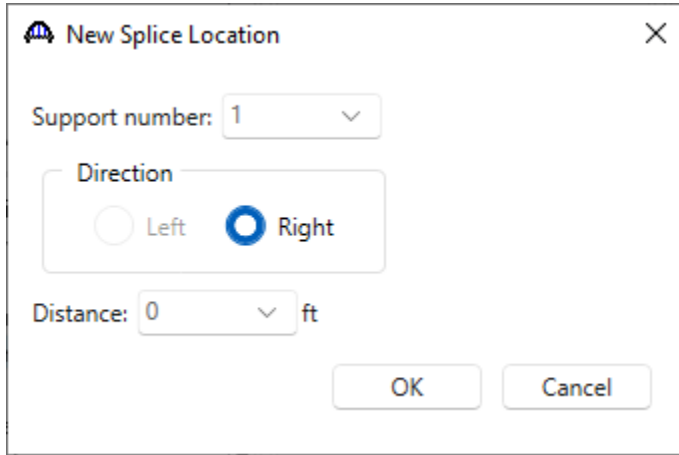 New Splice Location
Support number: 1
Direction
Left Right
Distance: 0 ft
OK Cancel